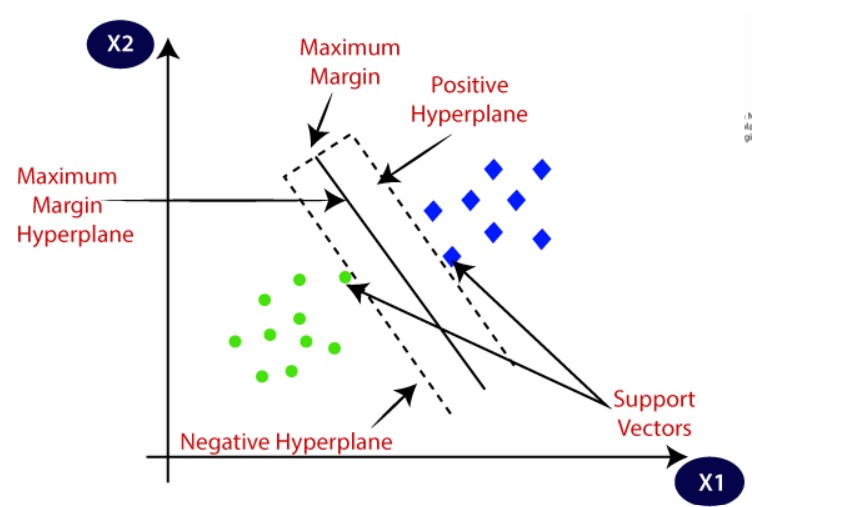 X2
Maximum
Margin
Positive
Hyperplane
Maximum
Margin
Hyperplane
Support
Vectors
Negative Hyperplane
X1